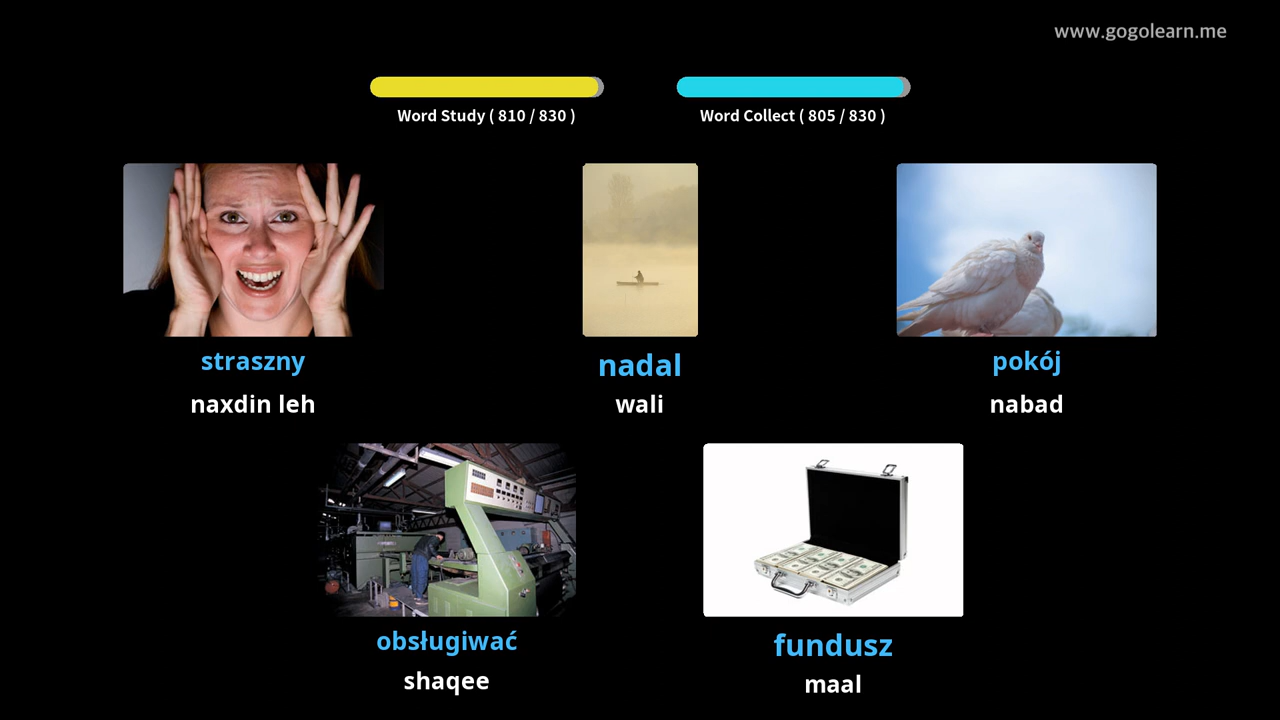 www.gogolearn.me
Word Study ( 810 / 830 )
Word Collect ( 805 / 830 )
straszny
naxdin leh
nadal
wali
pokój
nabad
obsługiwać
shaqee
fundusz
maal